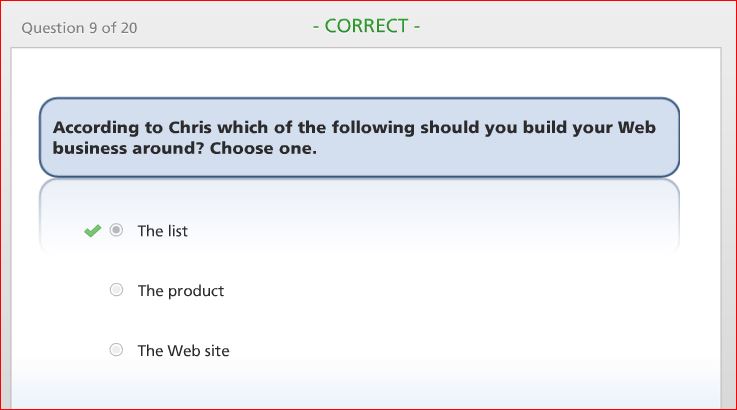 Question 9 of 20
- CORRECT -
According to Chris which of the following should you build your Web
business around? Choose one.
The list
The product
The Web site